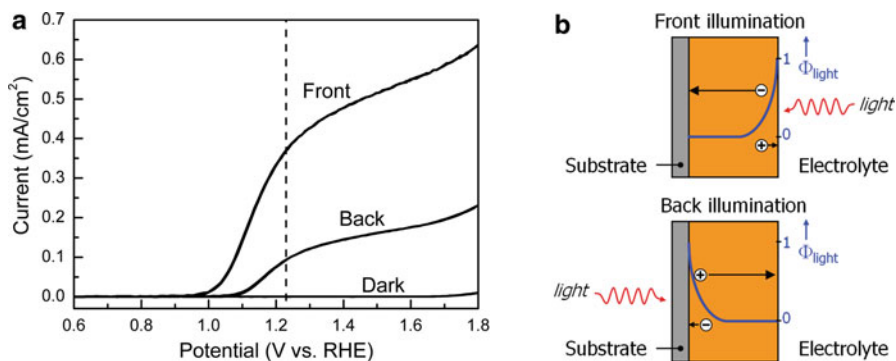 a
0.7
0.6
0.5
0.4
0.3
0.2
0.1
0.0
Current (mA/cm²)
Front
Back
Dark
0.6 0.8 1.0 1.2 1.4 1.6 1.8
Potential (V vs. RHE)
b
Front illumination
1
Φlight
−
light
0
+
Substrate
Electrolyte
Back illumination
1
Φlight
+
light
−
0
Substrate
Electrolyte